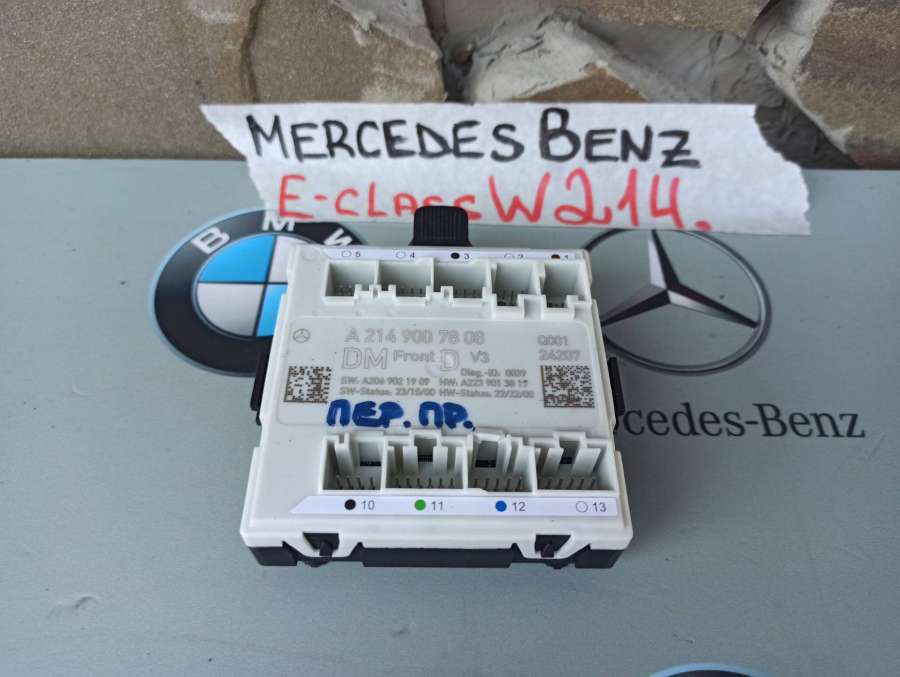 MERCEDES BENZ
E-CLASS W214.
BMW
5 4 3 2 1
A 214 900 78 08
Q001
DM Front D V3
24207
Diag.-ID: 0039
SW: A206 902 19 09 HW: A223 901 38 17
SW-Status: 23/15/00 HW-Status: 22/22/00
ПЕР. ПР.
rcedes-Benz
10 11 12 13